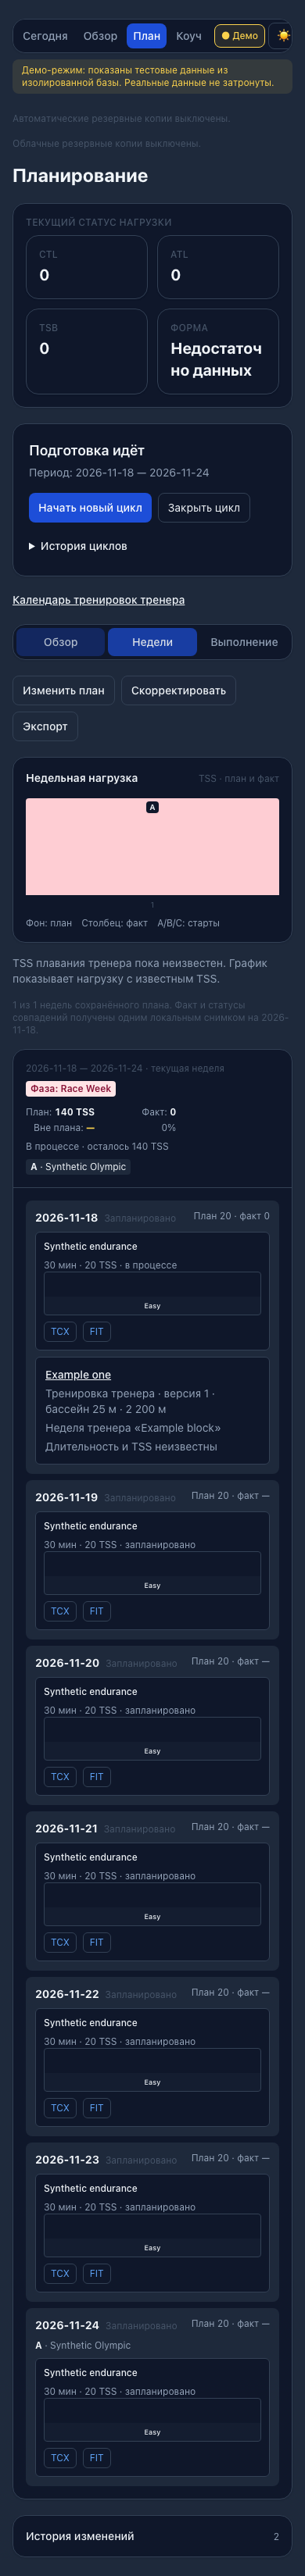 Сегодня Обзор План Коуч Демо
Демо-режим: показаны тестовые данные из
изолированной базы. Реальные данные не затронуты.
Автоматические резервные копии выключены.
Облачные резервные копии выключены.
Планирование
ТЕКУЩИЙ СТАТУС НАГРУЗКИ
CTL
0
ATL
0
TSB
0
ФОРМА
Недостаточ
но данных
Подготовка идёт
Период: 2026-11-18 — 2026-11-24
Начать новый цикл Закрыть цикл
История циклов
Календарь тренировок тренера
Обзор Недели Выполнение
Изменить план Скорректировать
Экспорт
Недельная нагрузка TSS · план и факт
A
1
Фон: план Столбец: факт A/B/C: старты
TSS плавания тренера пока неизвестен. График
показывает нагрузку с известным TSS.
1 из 1 недель сохранённого плана. Факт и статусы
совпадений получены одним локальным снимком на 2026-
11-18.
2026-11-18 — 2026-11-24 · текущая неделя
Фаза: Race Week
План: 140 TSS Факт: 0
Вне плана: — 0%
В процессе · осталось 140 TSS
A · Synthetic Olympic
2026-11-18 Запланировано План 20 · факт 0
Synthetic endurance
30 мин · 20 TSS · в процессе
Easy
TCX FIT
Example one
Тренировка тренера · версия 1 ·
бассейн 25 м · 2 200 м
Неделя тренера «Example block»
Длительность и TSS неизвестны
2026-11-19 Запланировано План 20 · факт —
Synthetic endurance
30 мин · 20 TSS · запланировано
Easy
TCX FIT
2026-11-20 Запланировано План 20 · факт —
Synthetic endurance
30 мин · 20 TSS · запланировано
Easy
TCX FIT
2026-11-21 Запланировано План 20 · факт —
Synthetic endurance
30 мин · 20 TSS · запланировано
Easy
TCX FIT
2026-11-22 Запланировано План 20 · факт —
Synthetic endurance
30 мин · 20 TSS · запланировано
Easy
TCX FIT
2026-11-23 Запланировано План 20 · факт —
Synthetic endurance
30 мин · 20 TSS · запланировано
Easy
TCX FIT
2026-11-24 Запланировано План 20 · факт —
A · Synthetic Olympic
Synthetic endurance
30 мин · 20 TSS · запланировано
Easy
TCX FIT
История изменений 2